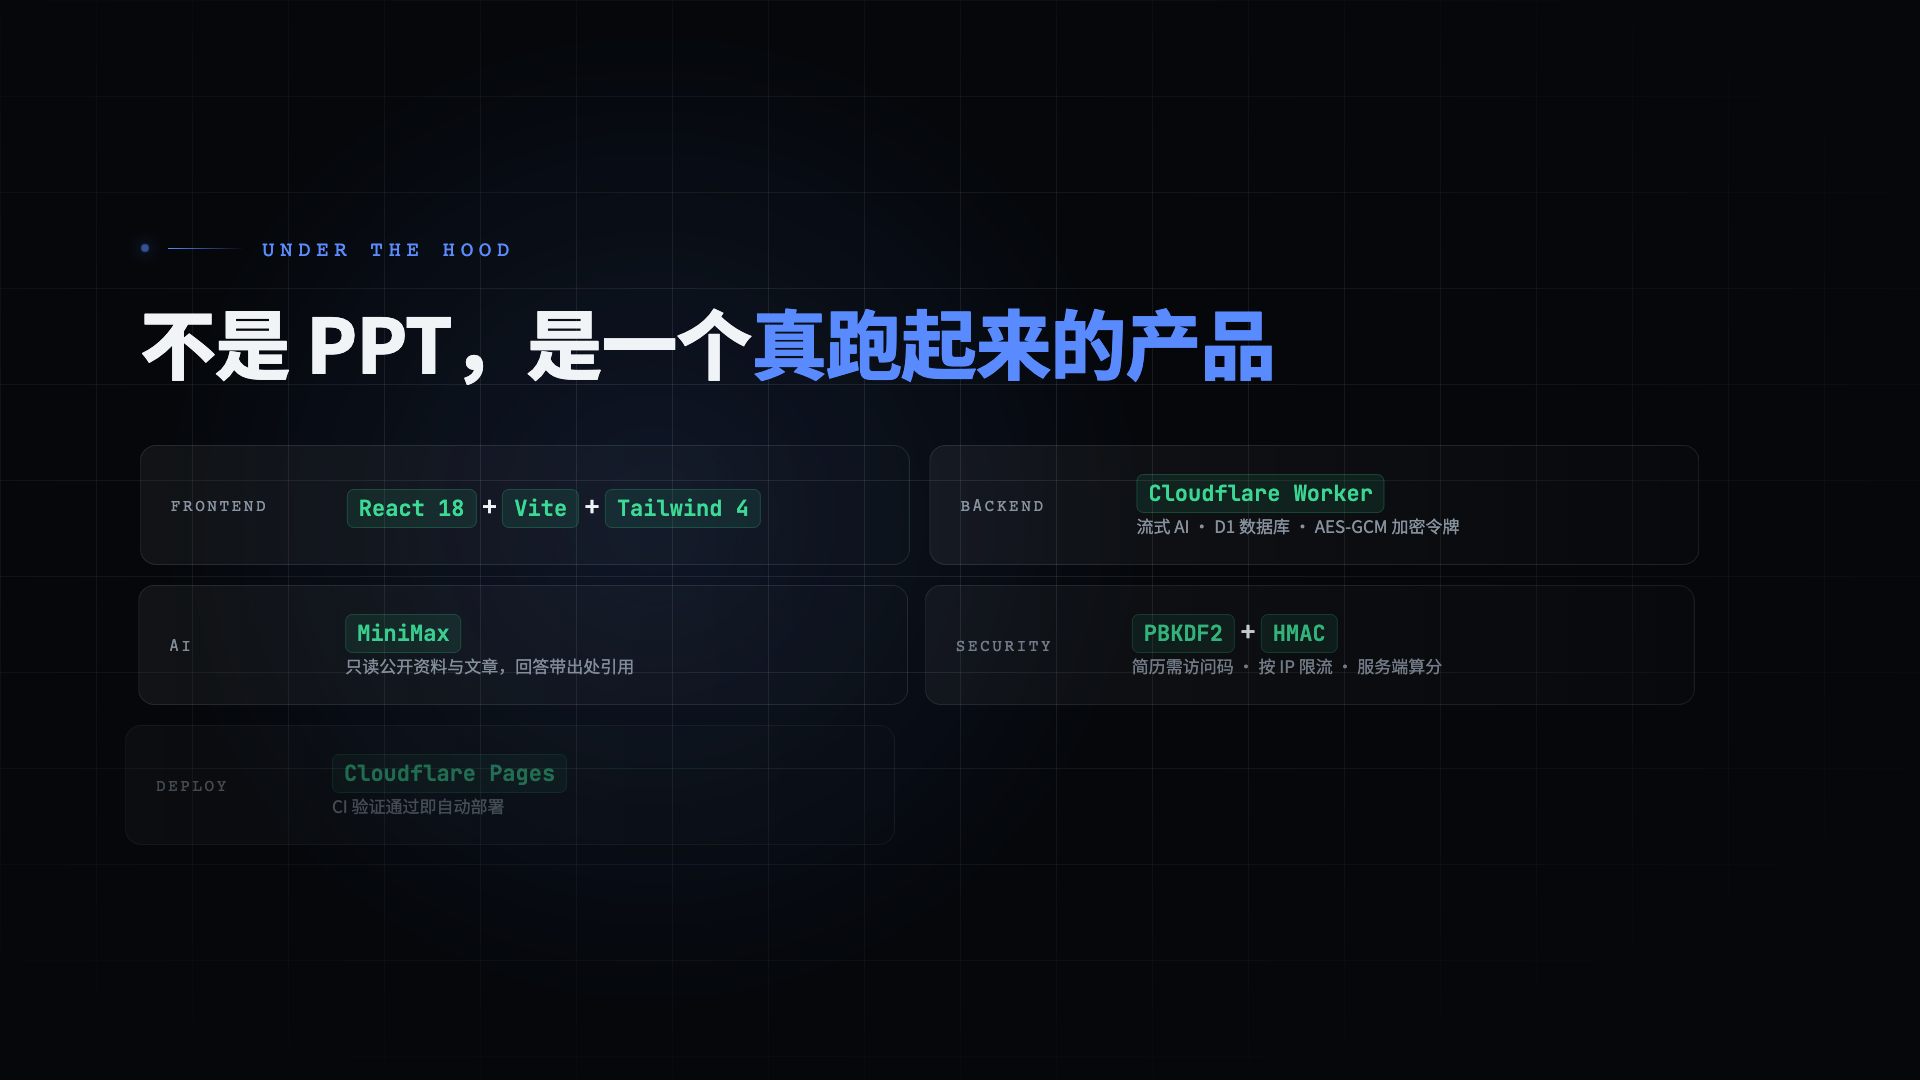 UNDER THE HOOD
不是 PPT，是一个真跑起来的产品
FRONTEND
React 18 + Vite + Tailwind 4
BACKEND
Cloudflare Worker
流式 AI · D1 数据库 · AES-GCM 加密令牌
AI
MiniMax
只读公开资料与文章，回答带出处引用
SECURITY
PBKDF2 + HMAC
简历需访问码 · 按 IP 限流 · 服务端算分
DEPLOY
Cloudflare Pages
CI 验证通过即自动部署